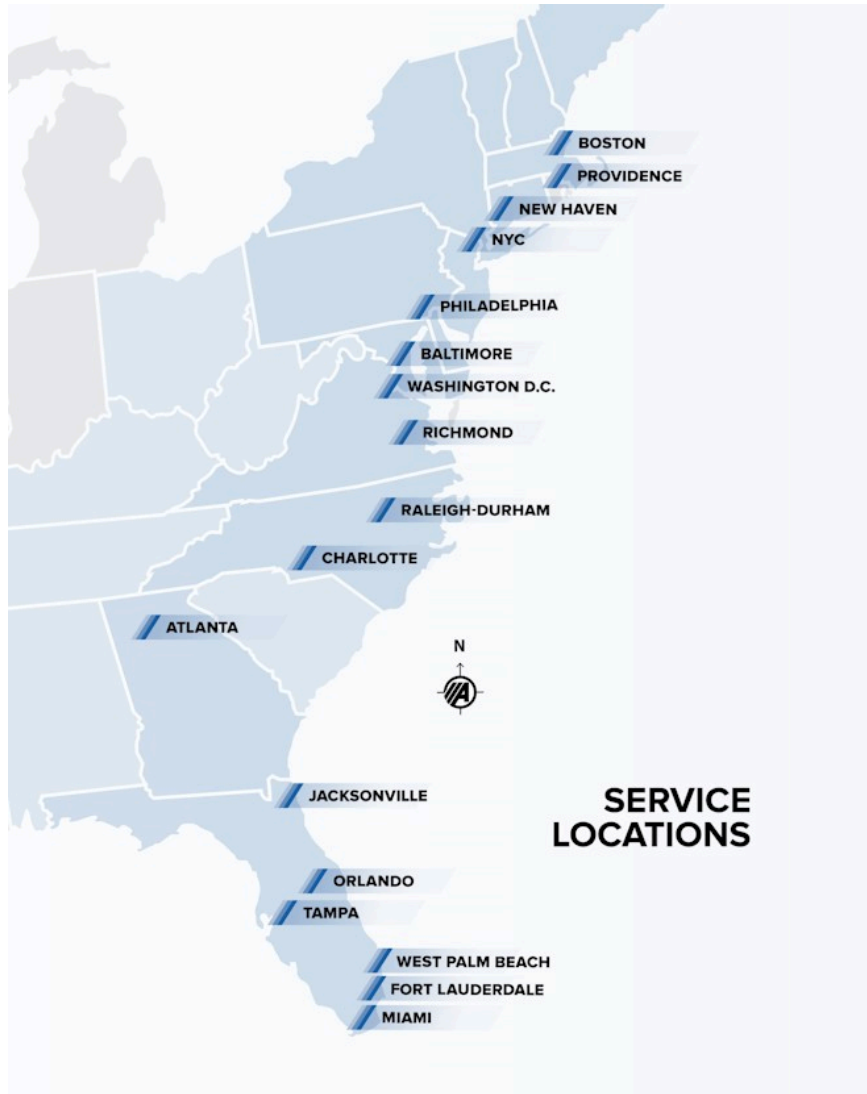 BOSTON
PROVIDENCE
NEW HAVEN
NYC
PHILADELPHIA
BALTIMORE
WASHINGTON D.C.
RICHMOND
RALEIGH-DURHAM
CHARLOTTE
ATLANTA
N
A
JACKSONVILLE
SERVICE
LOCATIONS
ORLANDO
TAMPA
WEST PALM BEACH
FORT LAUDERDALE
MIAMI